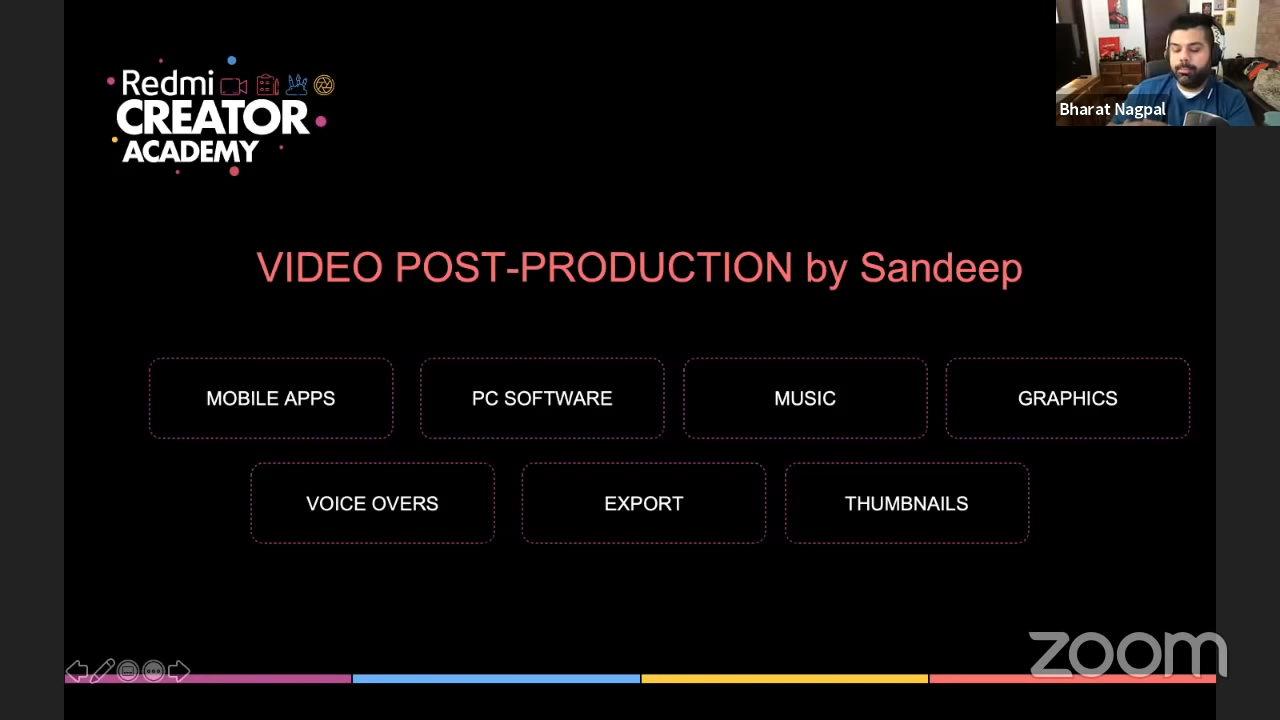 Redmi
CREATOR
ACADEMY
Bharat Nagpal
VIDEO POST-PRODUCTION by Sandeep
MOBILE APPS
PC SOFTWARE
MUSIC
GRAPHICS
VOICE OVERS
EXPORT
THUMBNAILS
zoom